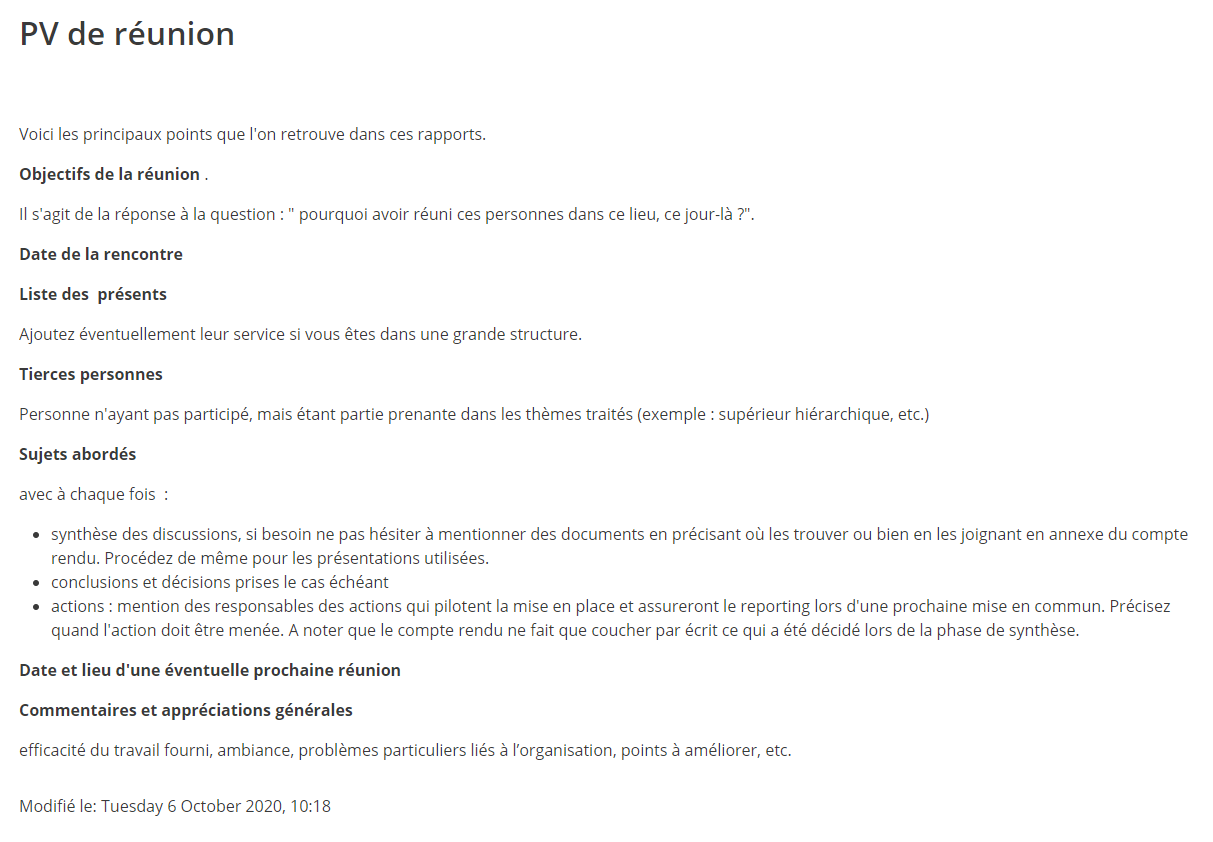 PV de réunion
Voici les principaux points que l'on retrouve dans ces rapports.
Objectifs de la réunion .
Il s'agit de la réponse à la question : " pourquoi avoir réuni ces personnes dans ce lieu, ce jour-là ?".
Date de la rencontre
Liste des  présents
Ajoutez éventuellement leur service si vous êtes dans une grande structure.
Tierces personnes
Personne n'ayant pas participé, mais étant partie prenante dans les thèmes traités (exemple : supérieur hiérarchique, etc.)
Sujets abordés
avec à chaque fois  :
• synthèse des discussions, si besoin ne pas hésiter à mentionner des documents en précisant où les trouver ou bien en les joignant en annexe du compte
rendu. Procédez de même pour les présentations utilisées.
• conclusions et décisions prises le cas échéant
• actions : mention des responsables des actions qui pilotent la mise en place et assureront le reporting lors d'une prochaine mise en commun. Précisez
quand l'action doit être menée. A noter que le compte rendu ne fait que coucher par écrit ce qui a été décidé lors de la phase de synthèse.
Date et lieu d'une éventuelle prochaine réunion
Commentaires et appréciations générales
efficacité du travail fourni, ambiance, problèmes particuliers liés à l’organisation, points à améliorer, etc.
Modifié le: Tuesday 6 October 2020, 10:18